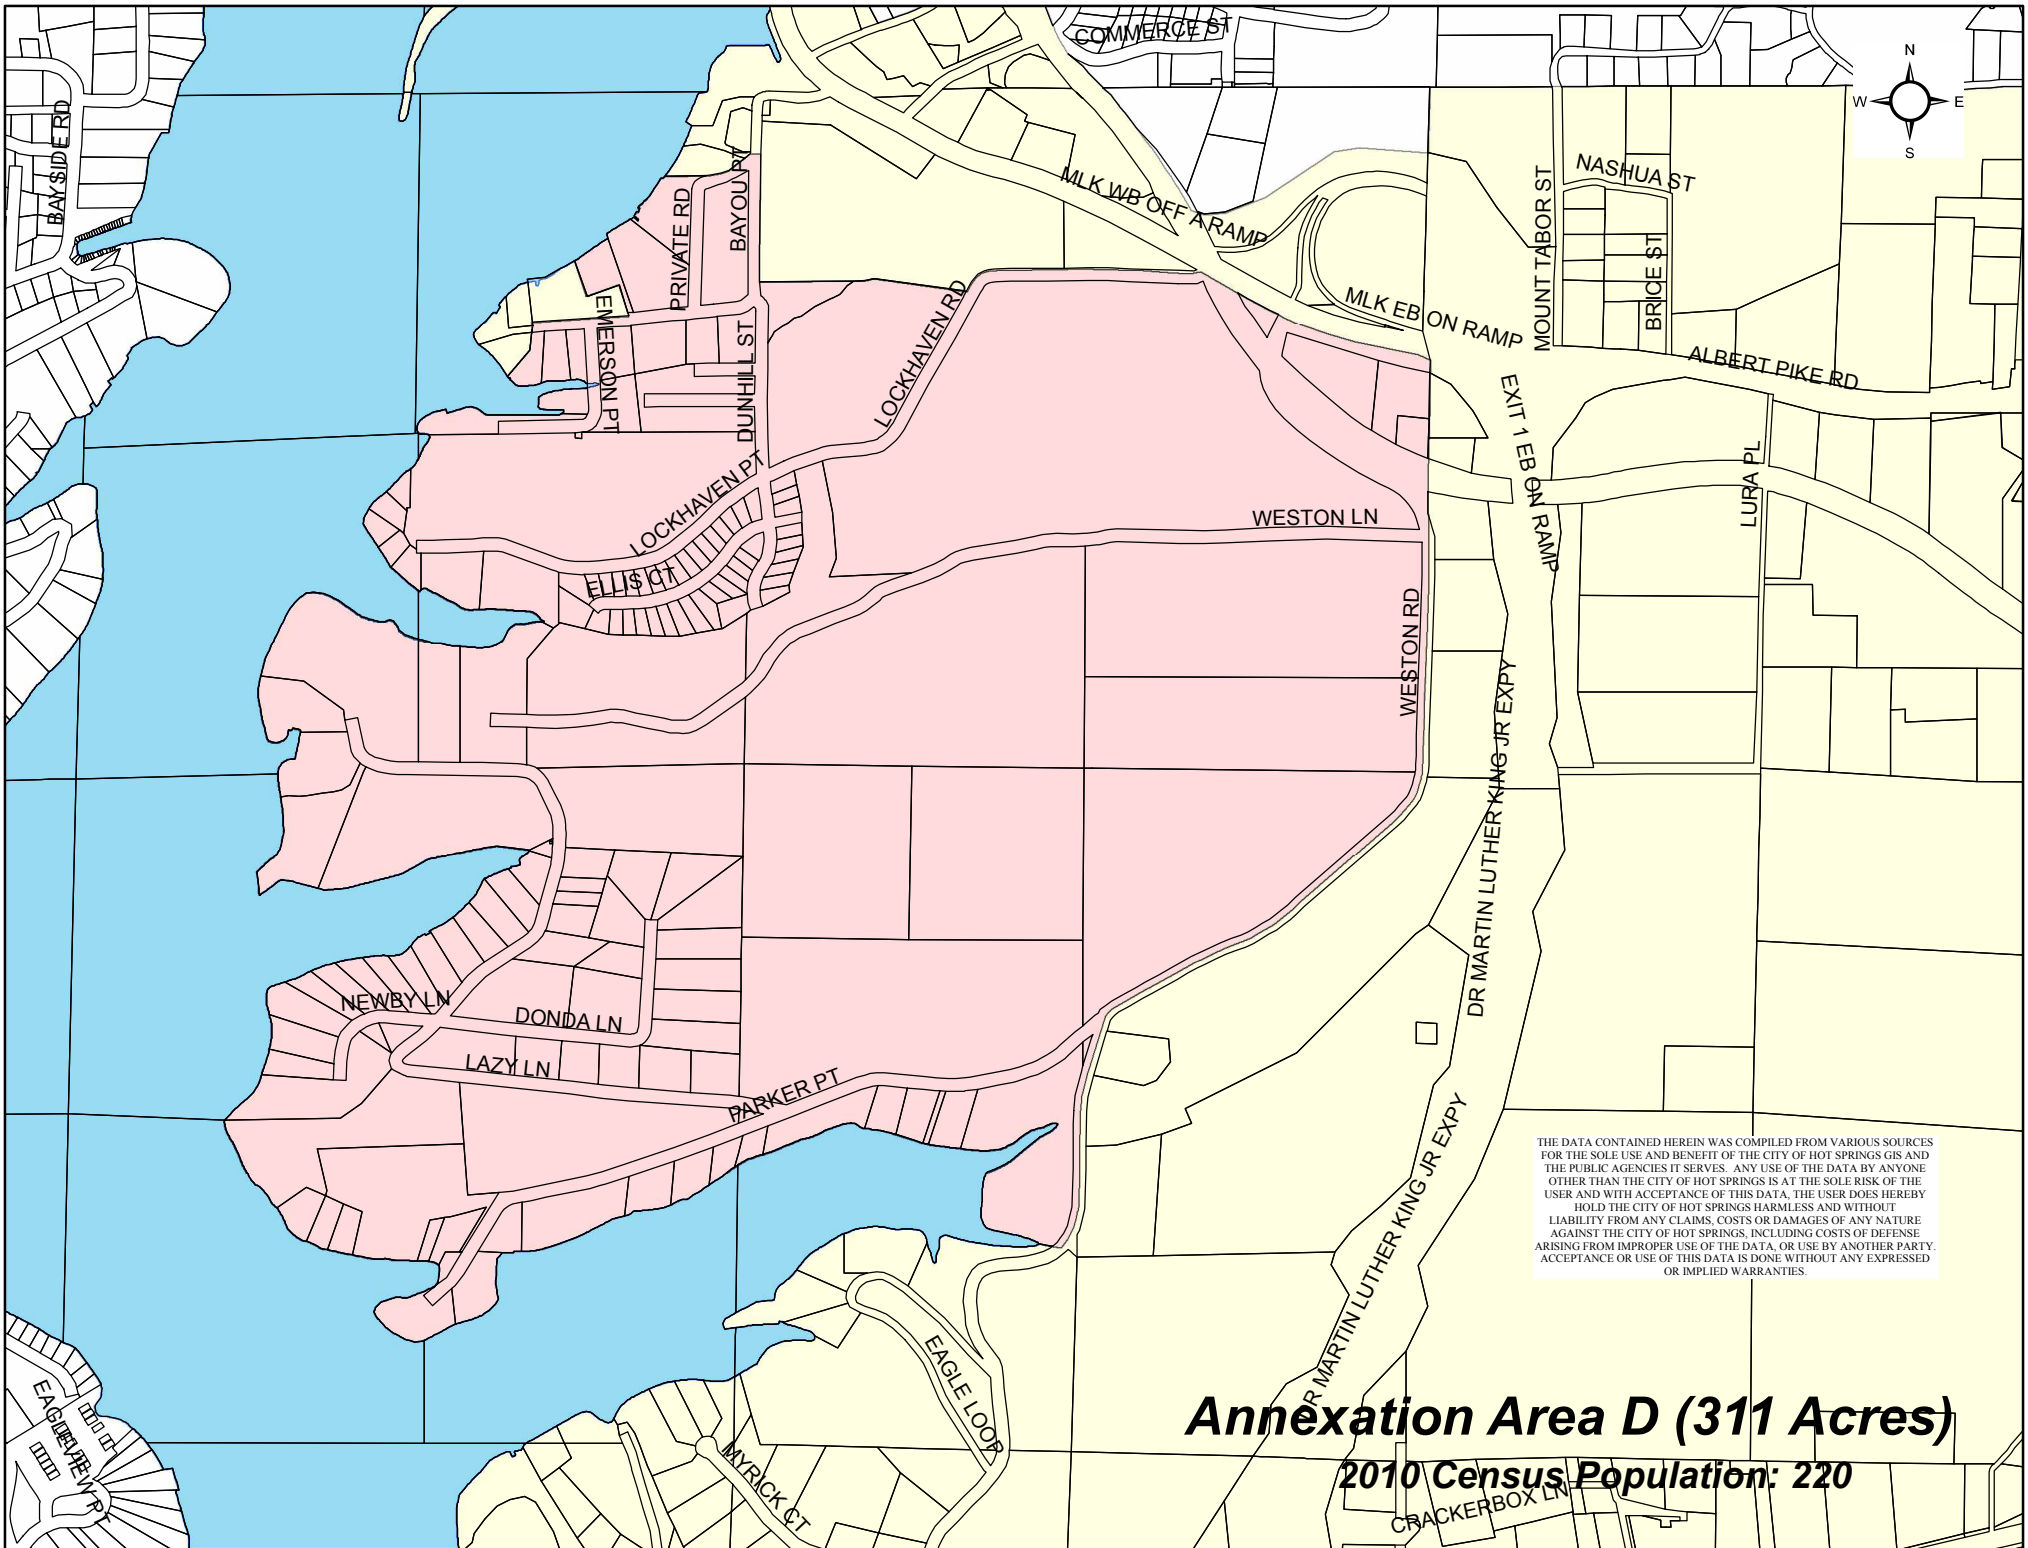 COMMERCE ST
N
W
E
S
BAYSIDE RD
BAYOU PT
PRIVATE RD
MLK WB OFF A RAMP
MOUNT TABOR ST
NASHUA ST
BRICE ST
EMERSON PT
DUNHILL ST
LOCKHAVEN RD
MLK EB ON RAMP
ALBERT PIKE RD
EXIT 1 EB ON RAMP
LURA PL
LOCKHAVEN PT
ELLIS CT
WESTON LN
WESTON RD
DR MARTIN LUTHER KING JR EXPY
NEWBY LN
DONDA LN
LAZY LN
PARKER PT
DR MARTIN LUTHER KING JR EXPY
THE DATA CONTAINED HEREIN WAS COMPILED FROM VARIOUS SOURCES
FOR THE SOLE USE AND BENEFIT OF THE CITY OF HOT SPRINGS GIS AND
THE PUBLIC AGENCIES IT SERVES. ANY USE OF THE DATA BY ANYONE
OTHER THAN THE CITY OF HOT SPRINGS IS AT THE SOLE RISK OF THE
USER AND WITH ACCEPTANCE OF THIS DATA, THE USER DOES HEREBY
HOLD THE CITY OF HOT SPRINGS HARMLESS AND WITHOUT
LIABILITY FROM ANY CLAIMS, COSTS OR DAMAGES OF ANY NATURE
AGAINST THE CITY OF HOT SPRINGS, INCLUDING COSTS OF DEFENSE
ARISING FROM IMPROPER USE OF THE DATA, OR USE BY ANOTHER PARTY.
ACCEPTANCE OR USE OF THIS DATA IS DONE WITHOUT ANY EXPRESSED
OR IMPLIED WARRANTIES.
EAGLE LOOP
EAGLEVIEW PT
MYRICK CT
Annexation Area D (311 Acres)
2010 Census Population: 220
CRACKERBOX LN